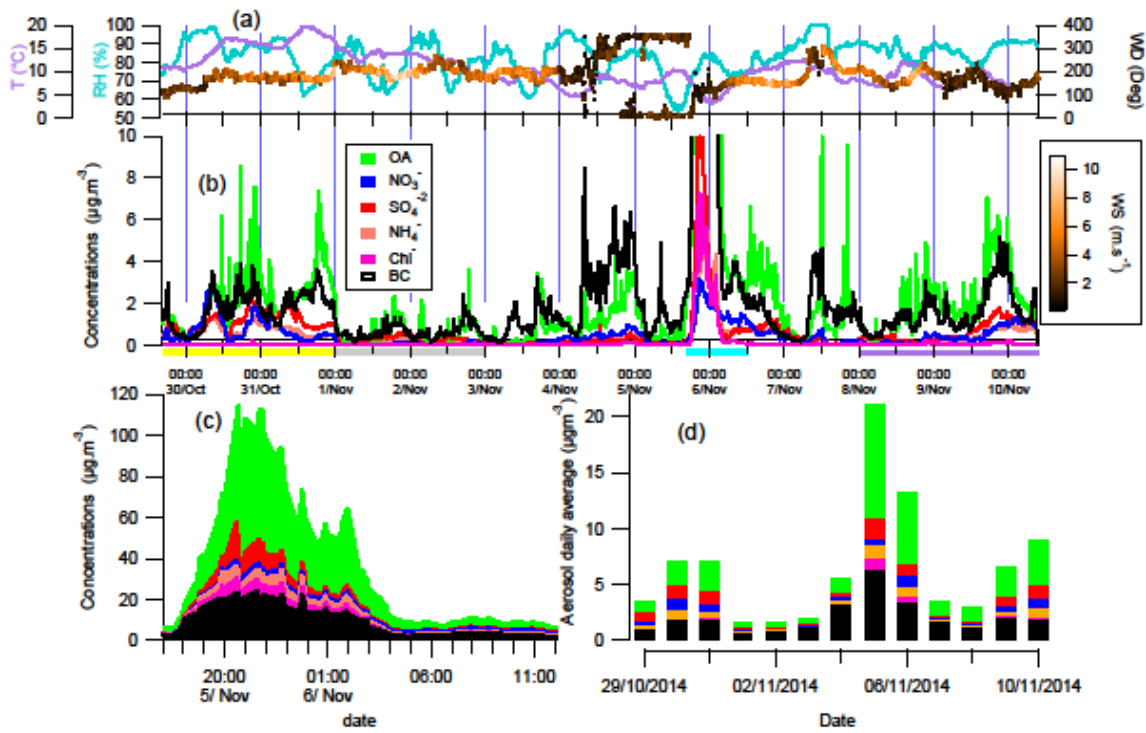 (a)
20
15
10
5
0
T (°C)
100
90
80
70
60
50
RH (%)
400
300
200
100
0
WD (Deg)
10
8
6
4
2
0
Concentrations (µg.m⁻³)
(b)
OA
NO₃⁻
SO₄⁻²
NH₄⁻
Chl⁻
BC
10
8
6
4
2
WS (m.s⁻¹)
00:00 00:00 00:00 00:00 00:00 00:00 00:00 00:00 00:00 00:00 00:00 00:00
30/Oct 31/Oct 1/Nov 2/Nov 3/Nov 4/Nov 5/Nov 6/Nov 7/Nov 8/Nov 9/Nov 10/Nov
120
100
80
60
40
20
0
Concentrations (µg.m⁻³)
(c)
20:00 01:00 06:00 11:00
5/ Nov 6/ Nov
date
20
15
10
5
0
Aerosol daily average (µgm⁻³)
(d)
29/10/2014 02/11/2014 06/11/2014 10/11/2014
Date